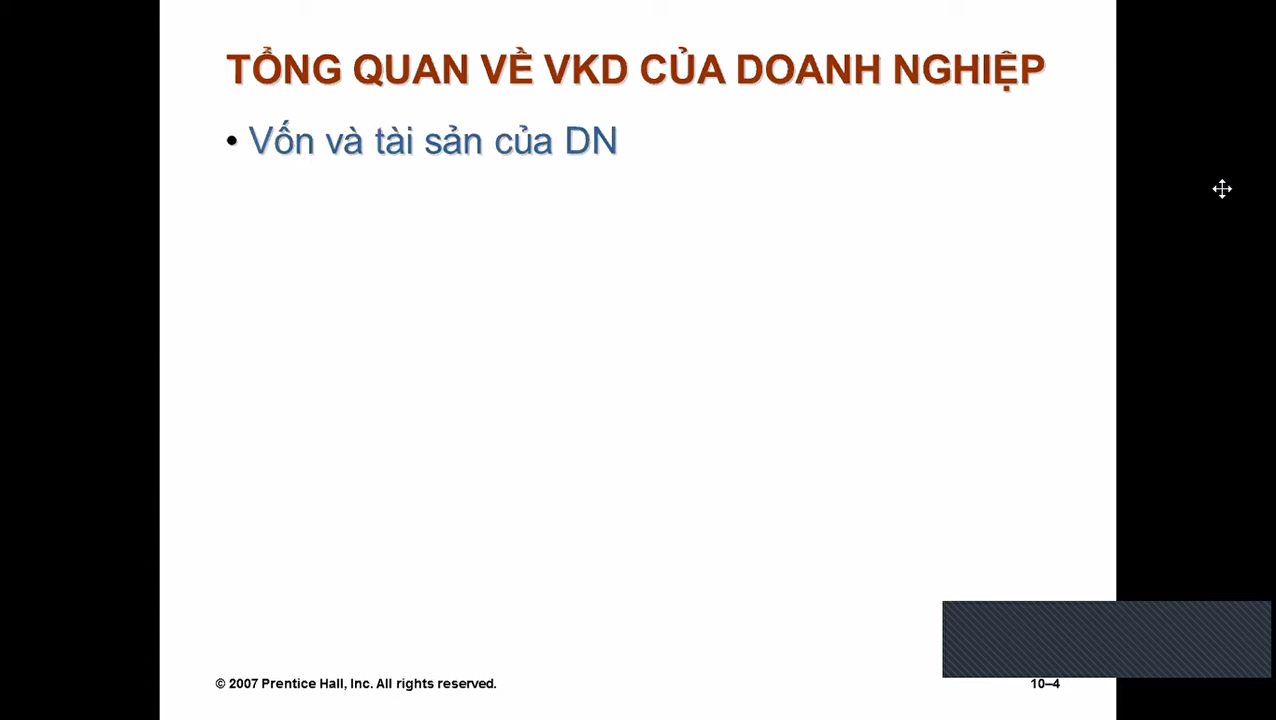 TỔNG QUAN VỀ VKD CỦA DOANH NGHIỆP
• Vốn và tài sản của DN
© 2007 Prentice Hall, Inc. All rights reserved.
10–4